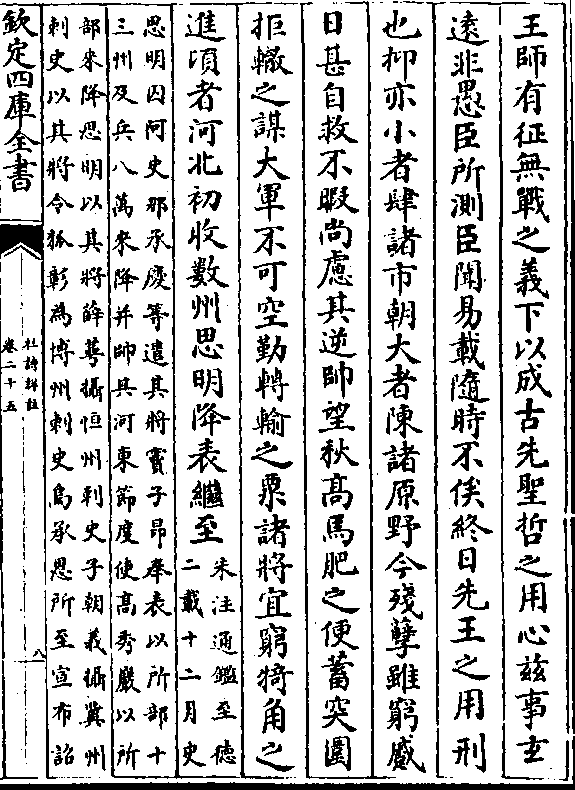 王師有征無戰之義下以成古先聖哲之用心茲事玄
遠非愚臣所測臣聞易載隨時不俟終日先王之用刑
也抑亦小者肆諸市朝大者陳諸原野今殘孽雖窮蹙
日甚自救不暇尚慮其逆帥望秋高馬肥之便蓄突圍
拒轍之謀大軍不可空勤轉輸之粟諸將宜窮犄角之
進頃者河北初收數州思明降表繼至
朱注通鑑至德
二載十二月史
思明囚阿史那承慶等遣其將竇子昂奉表以所部十
三州及兵八萬來降并帥其河東節度使高秀巖以所
部來降思明以其將薛萼攝恒州刺史子朝義攝冀州
刺史以其將令狐彰為博州刺史烏承恩所至宣布詔
欽定四庫全書
杜詩詳註
卷二十五
八